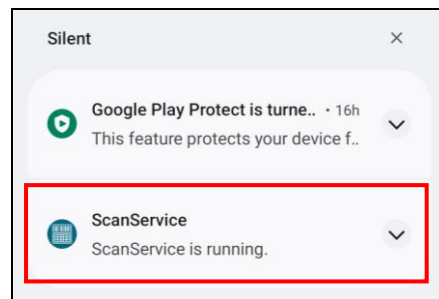 Silent
Google Play Protect is turne.. • 16h
This feature protects your device f..
ScanService
ScanService is running.